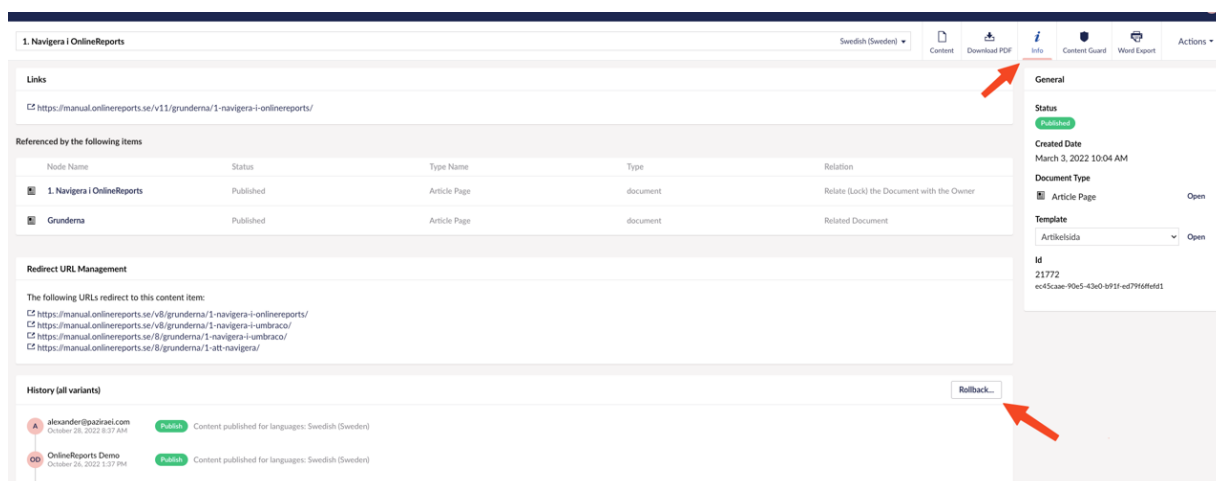 1. Navigera i OnlineReports
Swedish (Sweden)
Content
Download PDF
Info
Content Guard
Word Export
Actions
Links
https://manual.onlinereports.se/v11/grunderna/1-navigera-i-onlinereports/
Referenced by the following items
Node Name Status Type Name Type Relation
1. Navigera i OnlineReports Published Article Page document Relate (Lock) the Document with the Owner
Grunderna Published Article Page document Related Document
Redirect URL Management
The following URLs redirect to this content item:
https://manual.onlinereports.se/v8/grunderna/1-navigera-i-onlinereports/
https://manual.onlinereports.se/v8/grunderna/1-navigera-i-umbraco/
https://manual.onlinereports.se/8/grunderna/1-navigera-i-umbraco/
https://manual.onlinereports.se/8/grunderna/1-att-navigera/
History (all variants)
Rollback...
A alexander@paziraei.com Publish Content published for languages: Swedish (Sweden)
October 28, 2022 8:37 AM
OD OnlineReports Demo Publish Content published for languages: Swedish (Sweden)
October 26, 2022 1:37 PM
General
Status
Published
Created Date
March 3, 2022 10:04 AM
Document Type
Article Page Open
Template
Artikelsida Open
Id
21772
ec45caae-90e5-43e0-b91f-ed79f6ffefd1